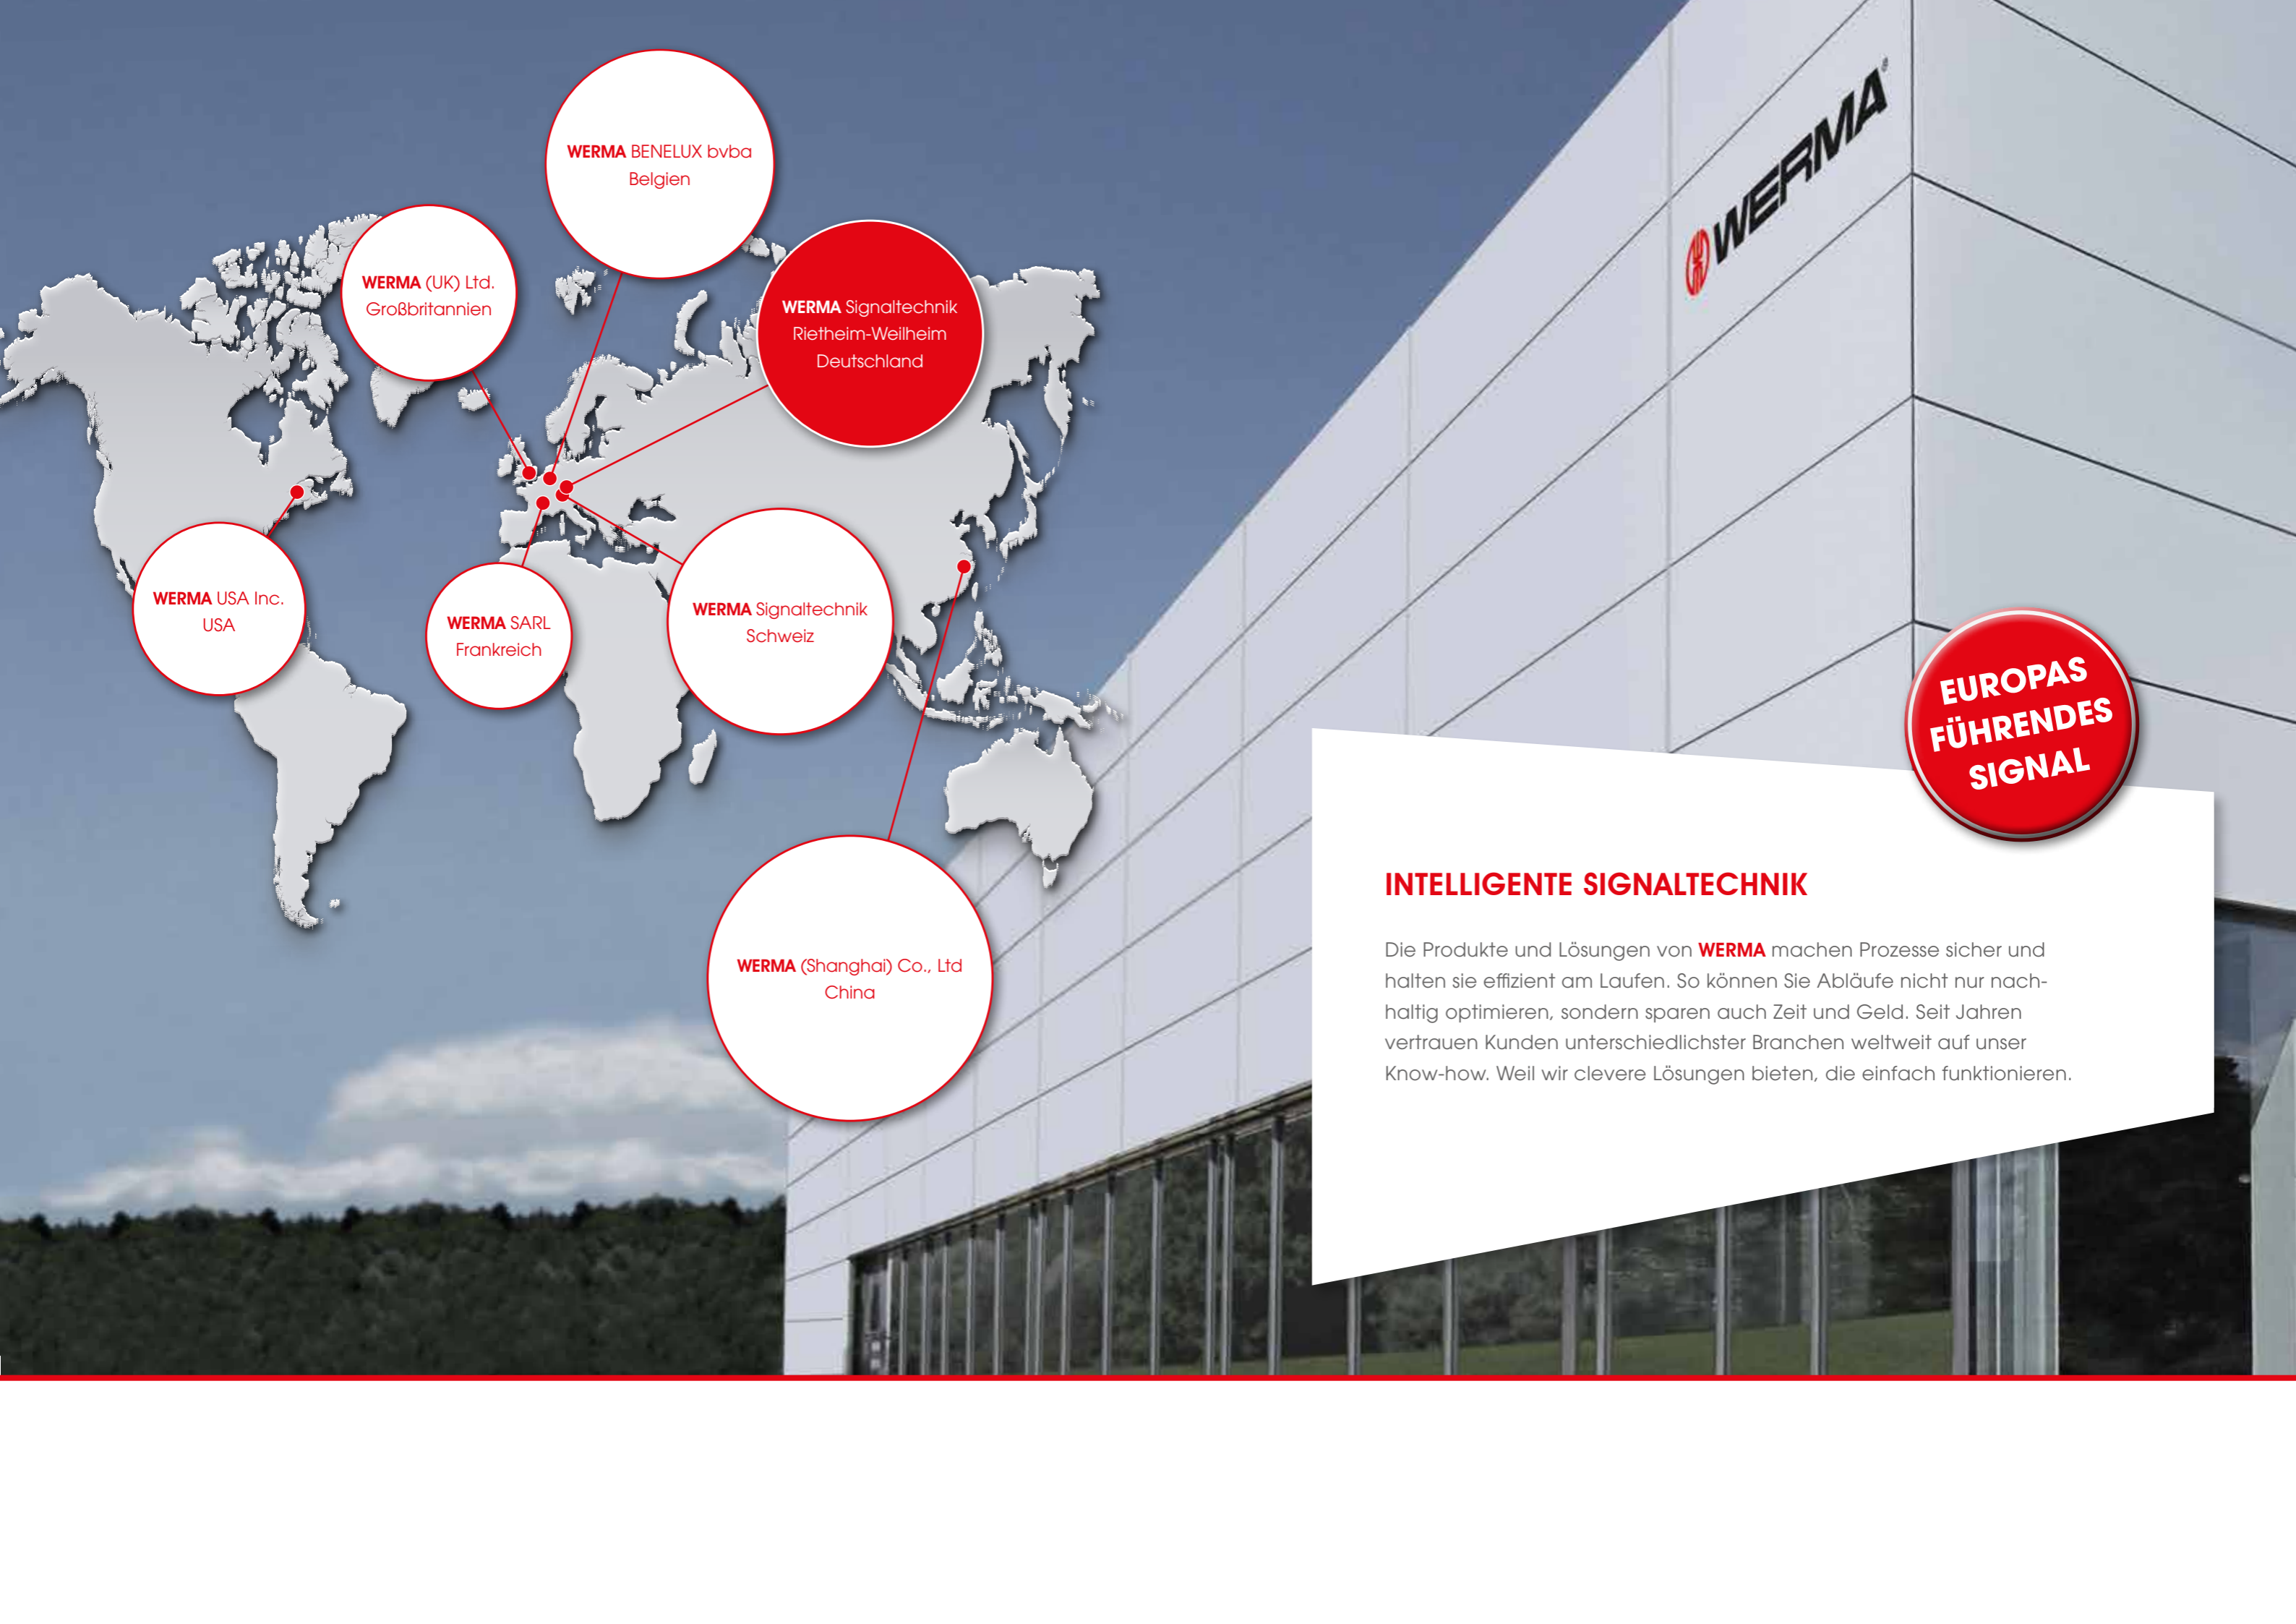 WERMA BENELUX bvba
Belgien
WERMA (UK) Ltd.
Großbritannien
WERMA Signaltechnik
Rietheim-Weilheim
Deutschland
WERMA USA Inc.
USA
WERMA SARL
Frankreich
WERMA Signaltechnik
Schweiz
WERMA (Shanghai) Co., Ltd
China
WERMA®
EUROPAS
FÜHRENDES
SIGNAL
INTELLIGENTE SIGNALTECHNIK
Die Produkte und Lösungen von WERMA machen Prozesse sicher und
halten sie effizient am Laufen. So können Sie Abläufe nicht nur nach-
haltig optimieren, sondern sparen auch Zeit und Geld. Seit Jahren
vertrauen Kunden unterschiedlichster Branchen weltweit auf unser
Know-how. Weil wir clevere Lösungen bieten, die einfach funktionieren.